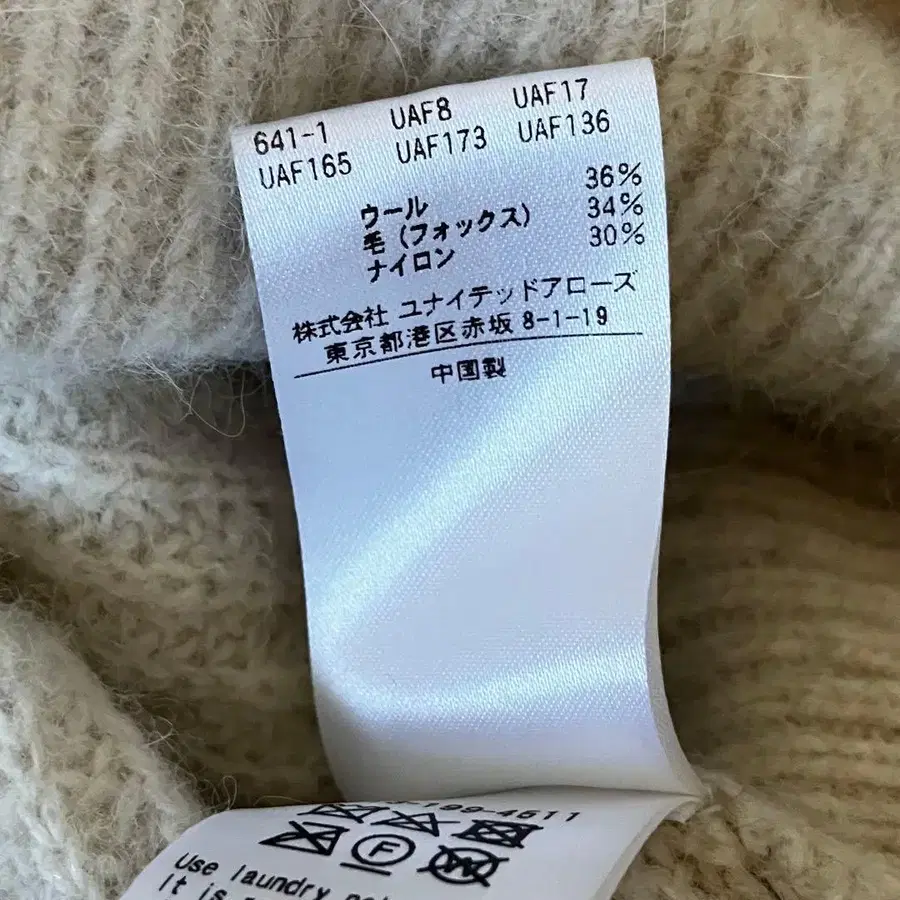 641-1 UAF8 UAF17
UAF165 UAF173 UAF136
ウール 36%
毛(フォックス) 34%
ナイロン 30%
株式会社 ユナイテッドアローズ
東京都港区赤坂 8-1-19
中国製
-199-4611
F
W
Use laundry
it is